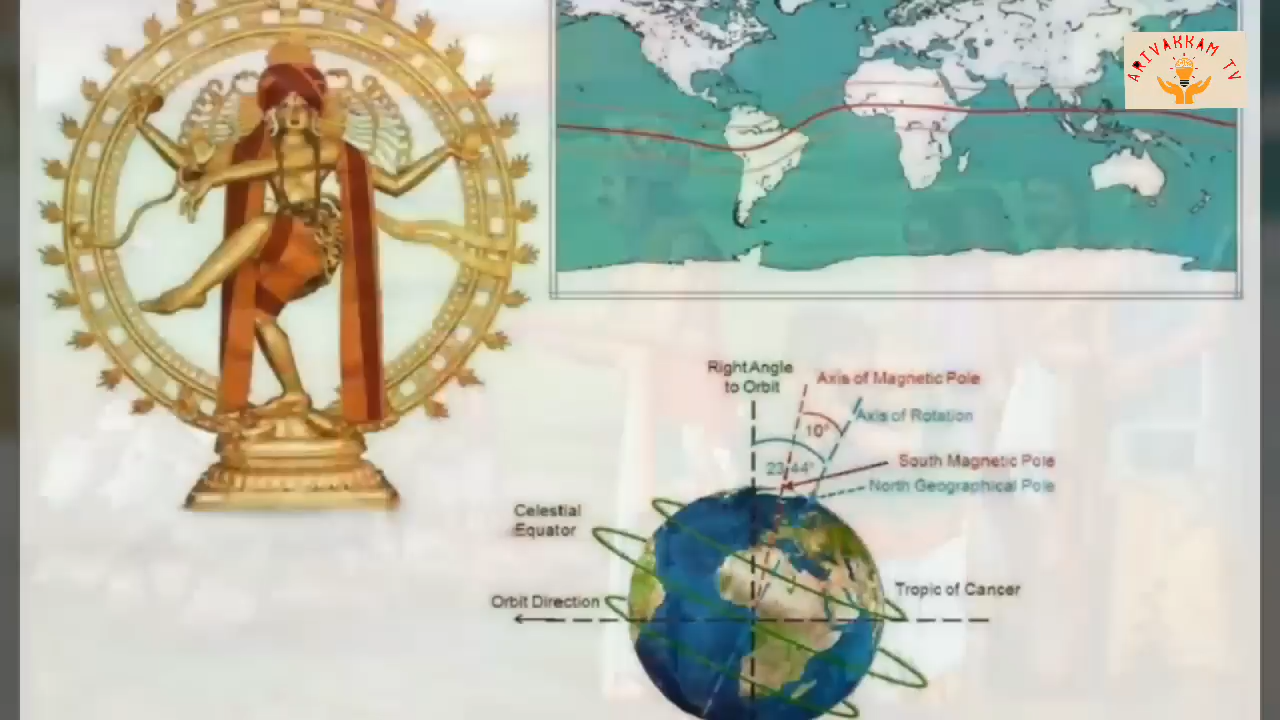 ARIVAKKAM TV
Right Angle
to Orbit
Axis of Magnetic Pole
Axis of Rotation
10°
23.44°
South Magnetic Pole
North Geographical Pole
Celestial
Equator
Orbit Direction
Tropic of Cancer